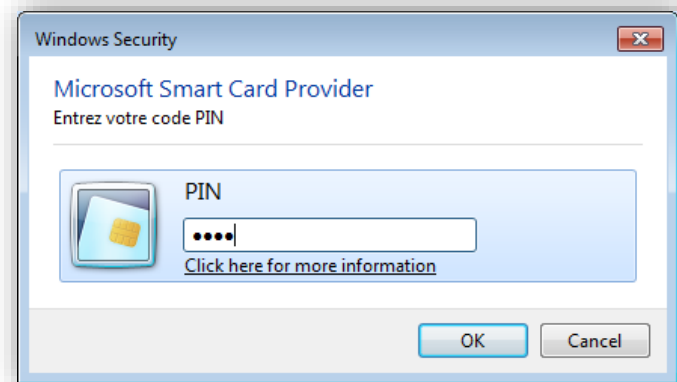 Windows Security
Microsoft Smart Card Provider
Entrez votre code PIN
PIN
••••
Click here for more information
OK Cancel